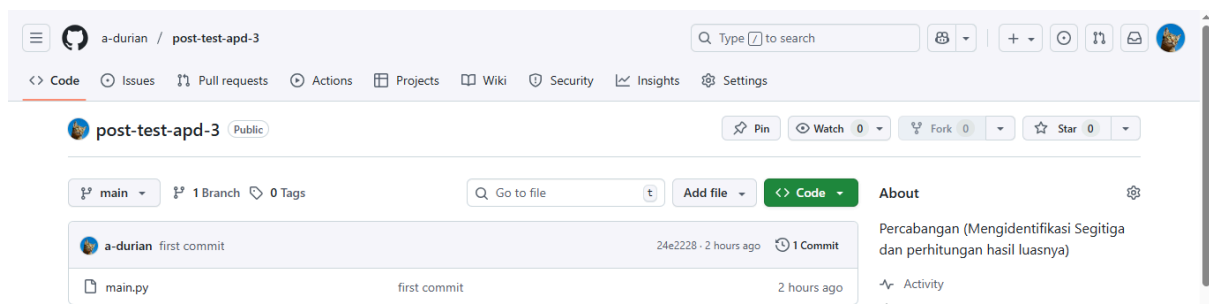 a-durian / post-test-apd-3 Type / to search
Code Issues Pull requests Actions Projects Wiki Security Insights Settings
post-test-apd-3 Public Pin Watch 0 Fork 0 Star 0
main 1 Branch 0 Tags Go to file t Add file Code About
Percabangan (Mengidentifikasi Segitiga
dan perhitungan hasil luasnya)
a-durian first commit 24e2228 · 2 hours ago 1 Commit
main.py first commit 2 hours ago
Activity